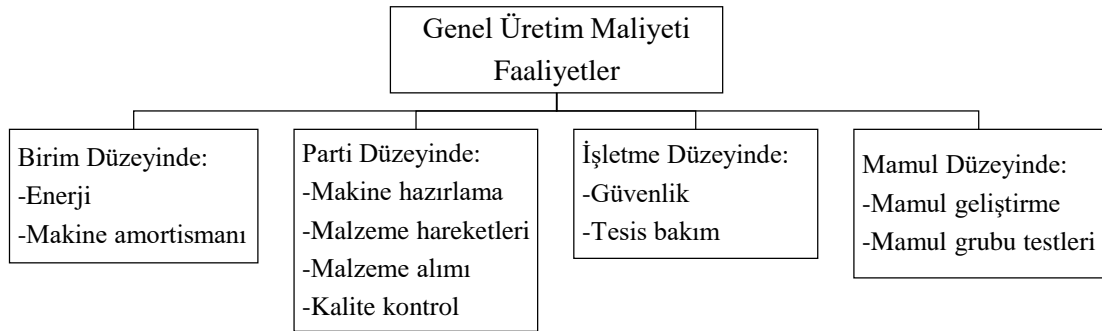 Genel Üretim Maliyeti
Faaliyetler
Birim Düzeyinde:
-Enerji
-Makine amortismanı
Parti Düzeyinde:
-Makine hazırlama
-Malzeme hareketleri
-Malzeme alımı
-Kalite kontrol
İşletme Düzeyinde:
-Güvenlik
-Tesis bakım
Mamul Düzeyinde:
-Mamul geliştirme
-Mamul grubu testleri